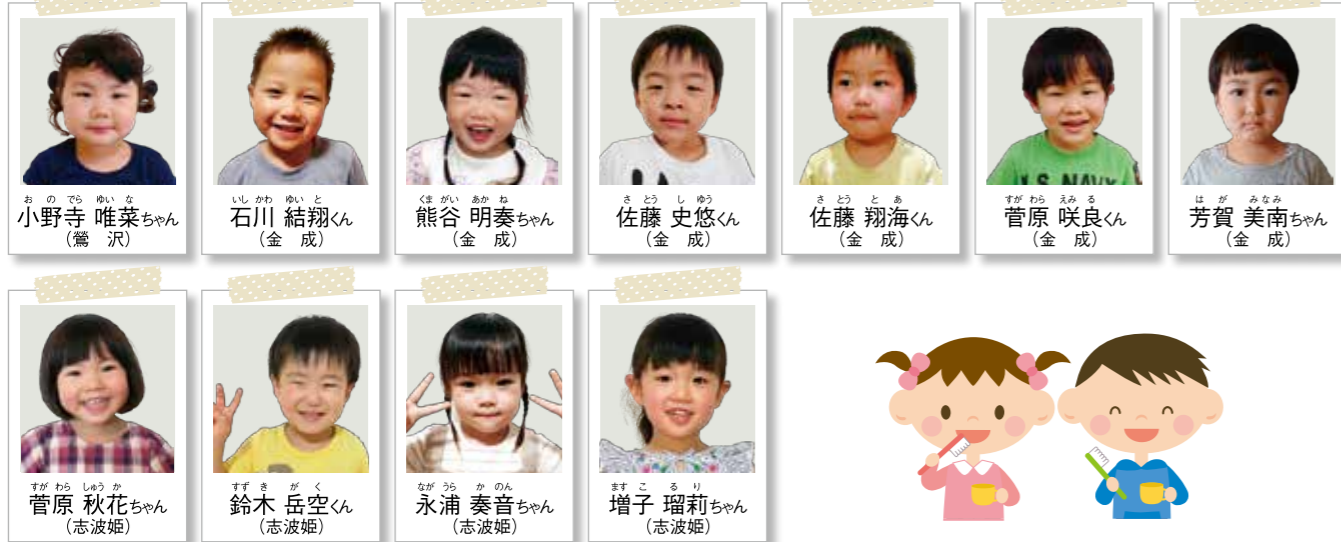 おのでら ゆいな
小野寺 唯菜ちゃん
（鶯　沢）
いしかわ ゆいと
石川 結翔くん
（金　成）
くまがい あかね
熊谷 明奏ちゃん
（金　成）
さとう しゆう
佐藤 史悠くん
（金　成）
さとう とあ
佐藤 翔海くん
（金　成）
U.S. NAVY
すがわら えみる
菅原 咲良くん
（金　成）
はが みなみ
芳賀 美南ちゃん
（金　成）
すがわら しゅうか
菅原 秋花ちゃん
（志波姫）
すずき がく
鈴木 岳空くん
（志波姫）
ながうら かのん
永浦 奏音ちゃん
（志波姫）
ますこ るり
増子 瑠莉ちゃん
（志波姫）